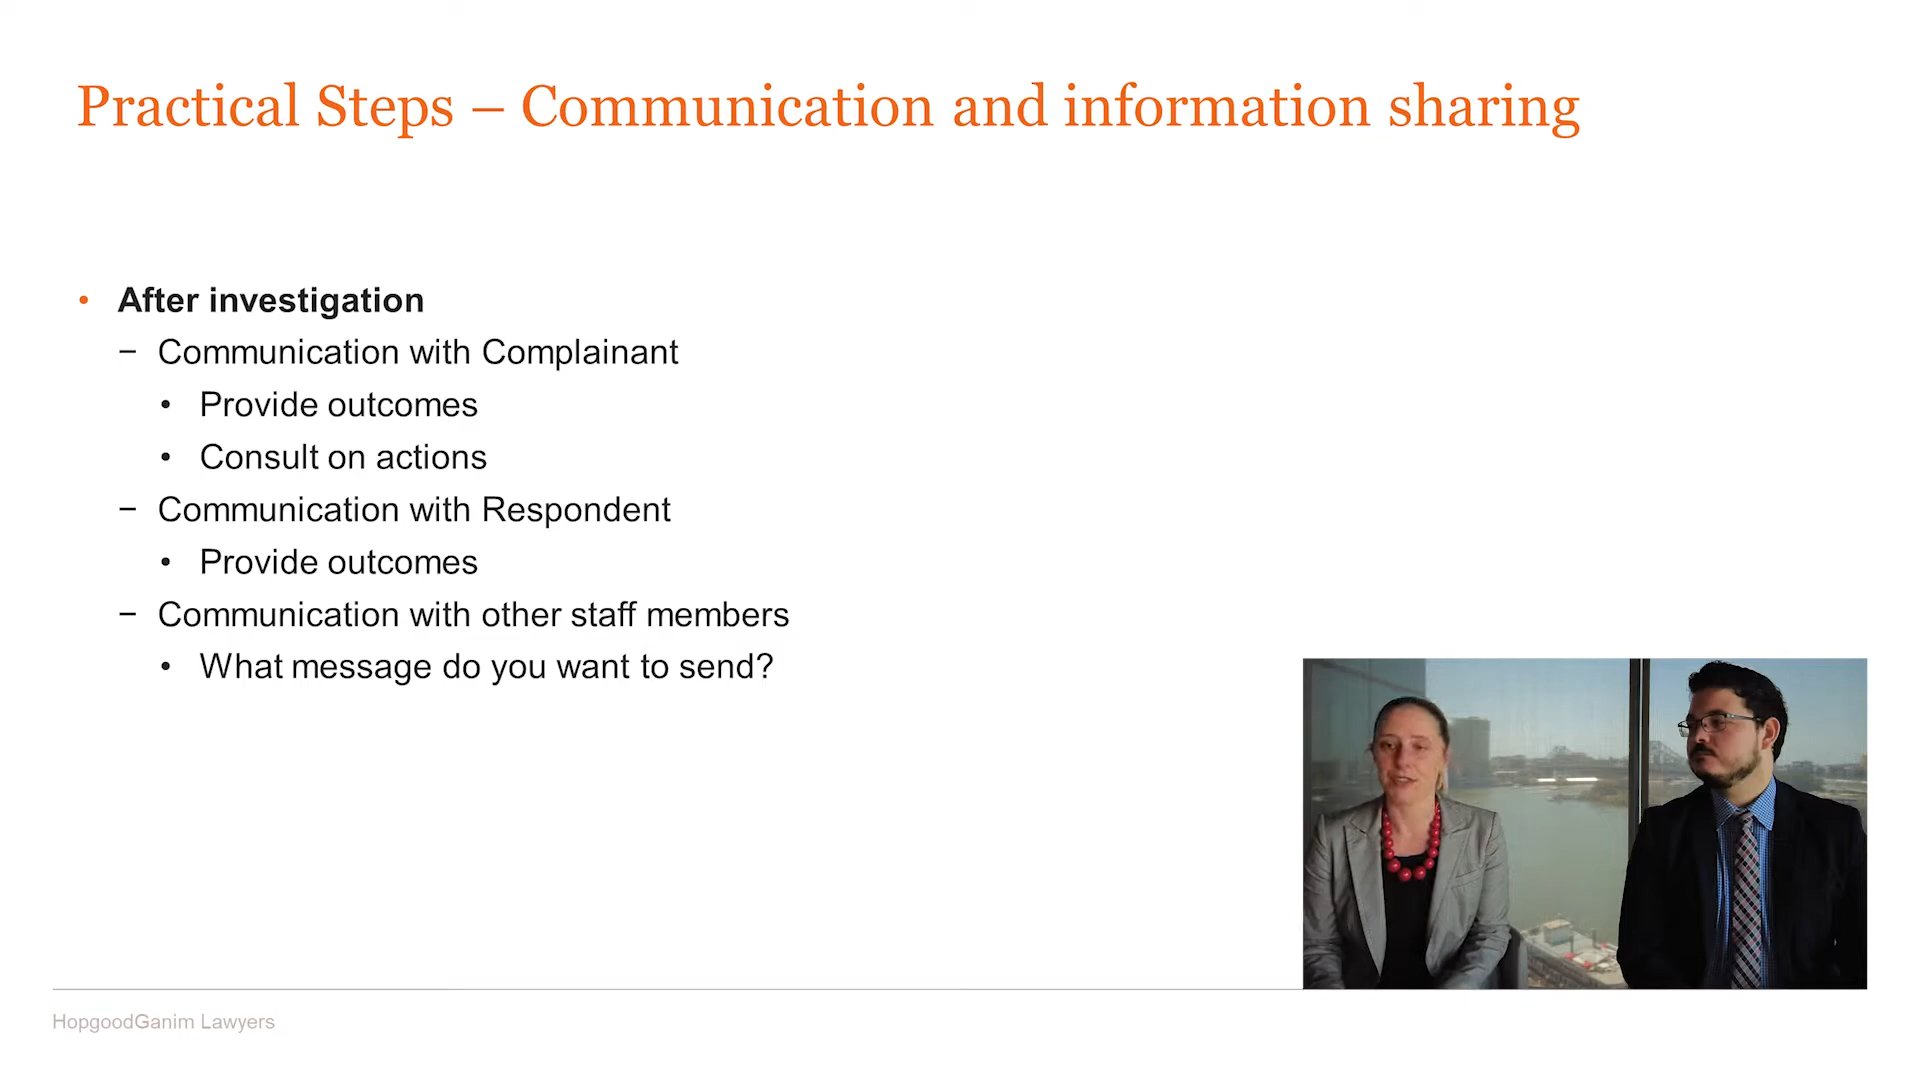 Practical Steps – Communication and information sharing
• After investigation
– Communication with Complainant
• Provide outcomes
• Consult on actions
– Communication with Respondent
• Provide outcomes
– Communication with other staff members
• What message do you want to send?
HopgoodGanim Lawyers